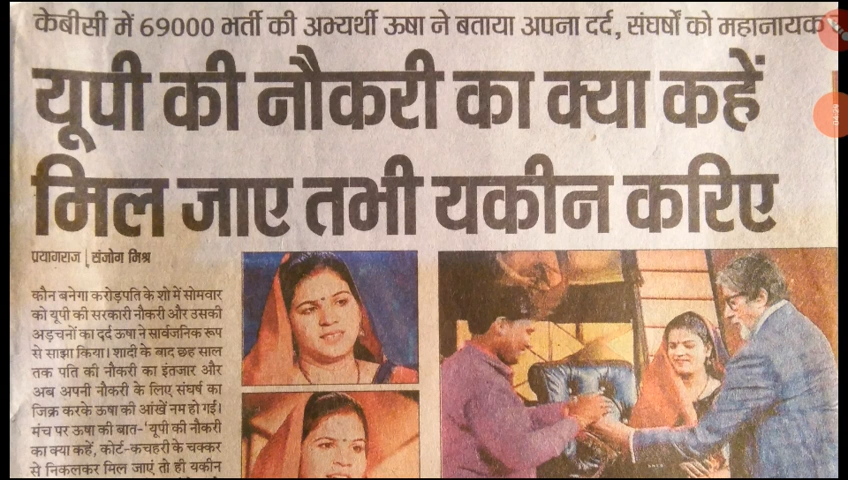 केबीसी में 69000 भर्ती की अभ्यर्थी ऊषा ने बताया अपना दर्द, संघर्षों को महानायक
यूपी की नौकरी का क्या कहें
मिल जाए तभी यकीन करिए
प्रयागराज | संजोग मिश्र
कौन बनेगा करोड़पति के शो में सोमवार
को यूपी की सरकारी नौकरी और उसकी
अड़चनों का दर्द ऊषा ने सार्वजनिक रूप
से साझा किया। शादी के बाद छह साल
तक पति की नौकरी का इंतजार और
अब अपनी नौकरी के लिए संघर्ष का
जिक्र करके ऊषा की आंखें नम हो गईं।
मंच पर ऊषा की बात-'यूपी की नौकरी
का क्या कहें, कोर्ट-कचहरी के चक्कर
से निकलकर मिल जाएं तो ही यकीन